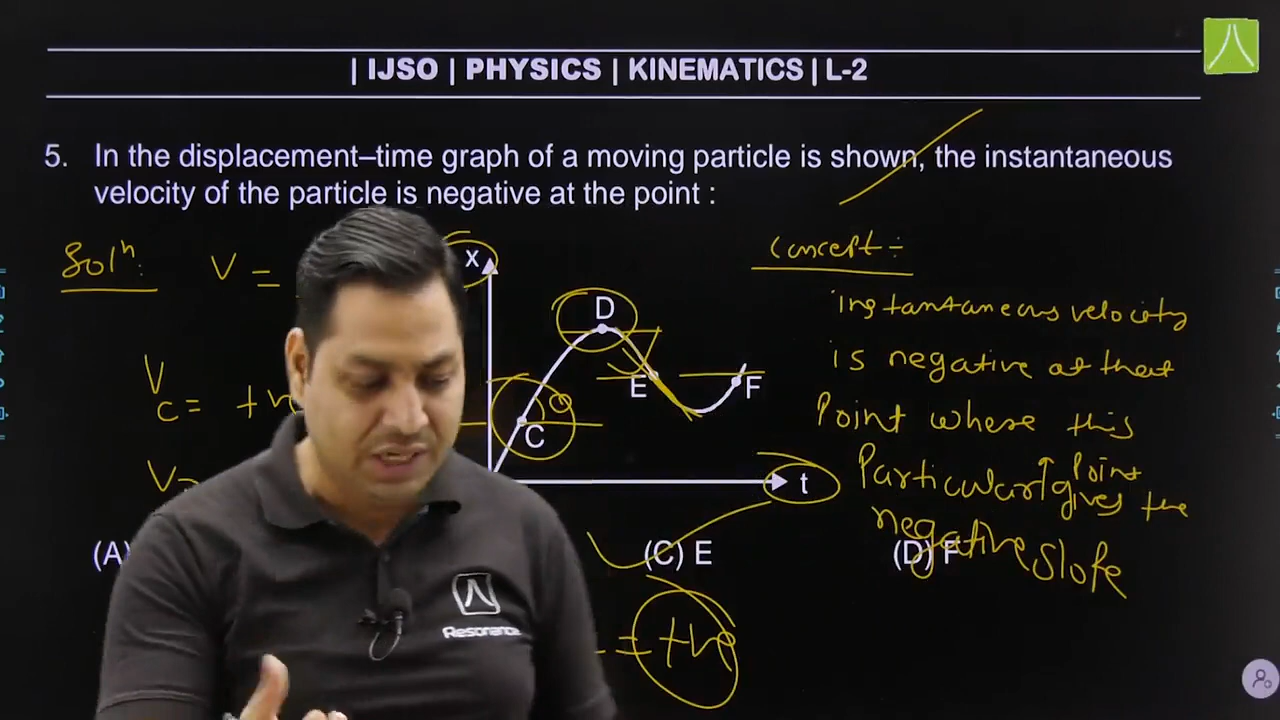 | IJSO | PHYSICS | KINEMATICS | L-2
5. In the displacement–time graph of a moving particle is shown, the instantaneous
velocity of the particle is negative at the point :
Solⁿ:
V =
x
D
E
F
C
θ
t
V
C = +
V
Concept :-
instantaneous velocity
is negative at that
Point where this
Particular Point
gives the
negative slope
(A)
(C) E
(D) F
= +ve
Resonance